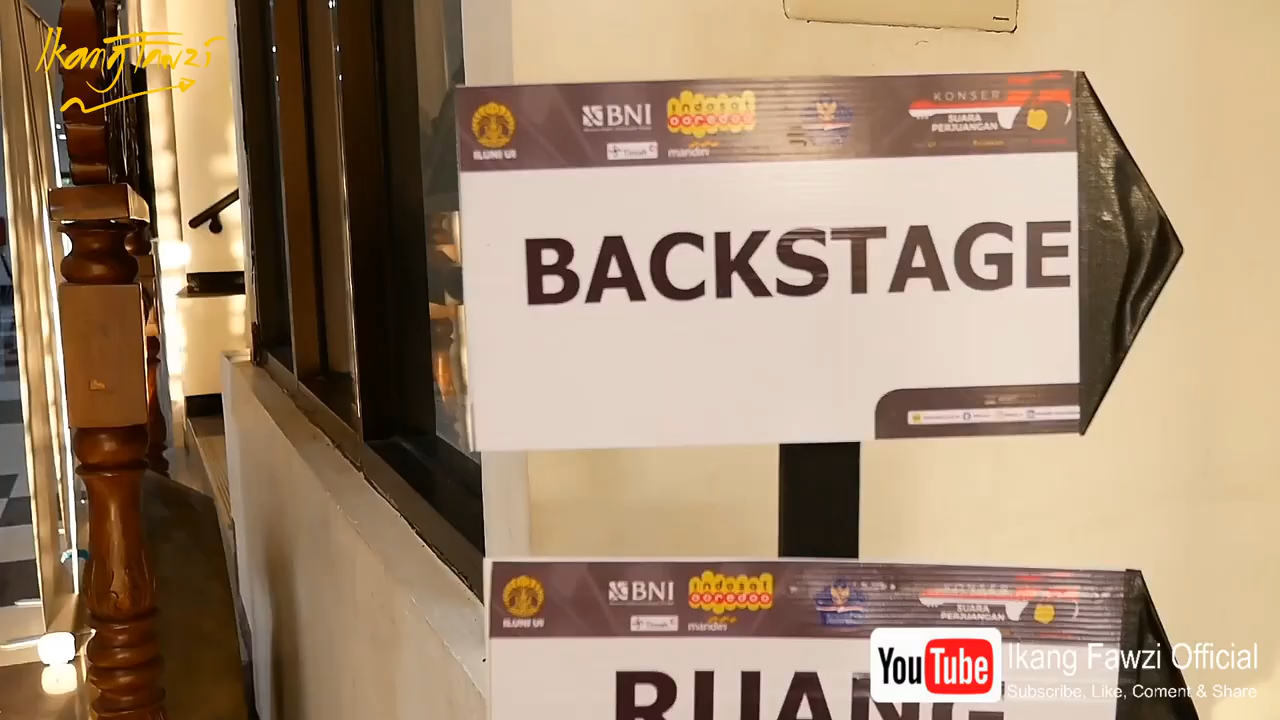 Ikang Fawzi
ILUNI UI
BNI
indosat
ooredoo
mandiri
KONSER
SUARA
PERJUANGAN
BACKSTAGE
ILUNI UI
BNI
indosat
ooredoo
mandiri
KONSER
SUARA
PERJUANGAN
RUANG
YouTube
Ikang Fawzi Official
Subscribe, Like, Coment & Share